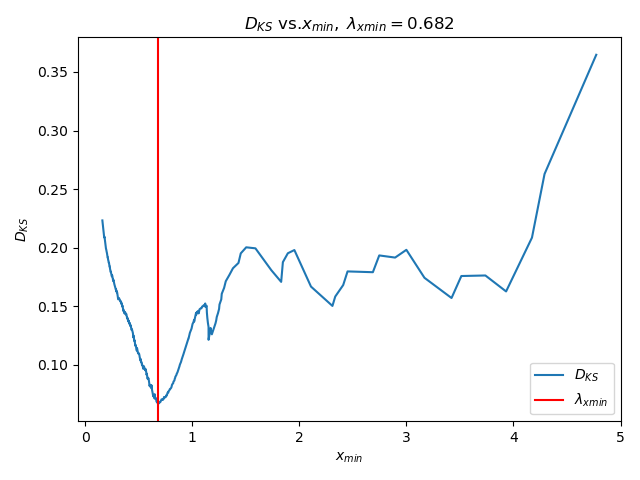 D_KS vs.x_min, λ_xmin = 0.682
0.35
0.30
0.25
0.20
0.15
0.10
D_KS
0 1 2 3 4 5
x_min
D_KS
λ_xmin